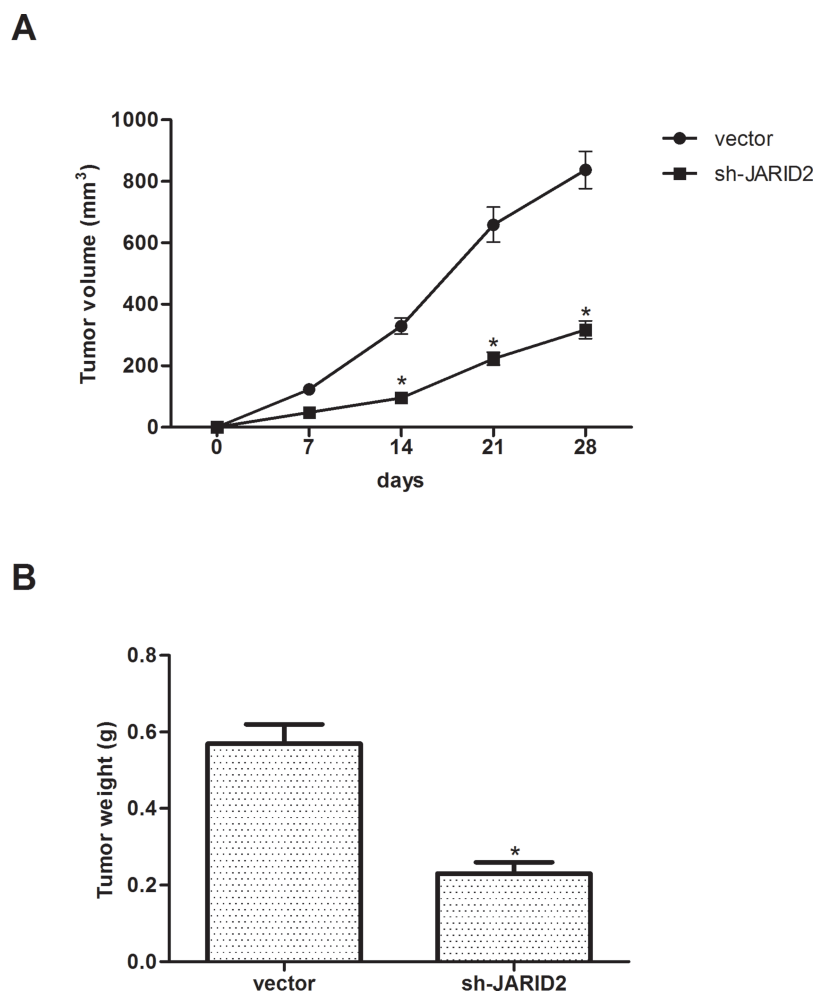 A
1000
800
600
400
200
0
Tumor volume (mm³)
vector
sh-JARID2
*
*
*
0 7 14 21 28
days
B
0.8
0.6
0.4
0.2
0.0
Tumor weight (g)
*
vector sh-JARID2